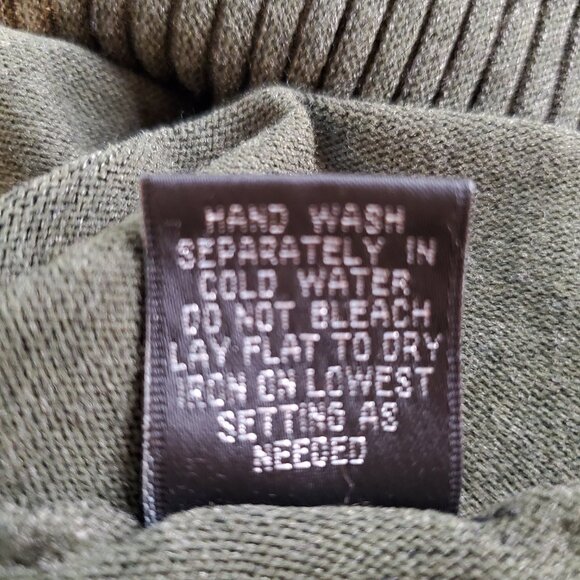 HAND WASH
SEPARATELY IN
COLD WATER
DO NOT BLEACH
LAY FLAT TO DRY
IRON ON LOWEST
SETTING AS
NEEDED